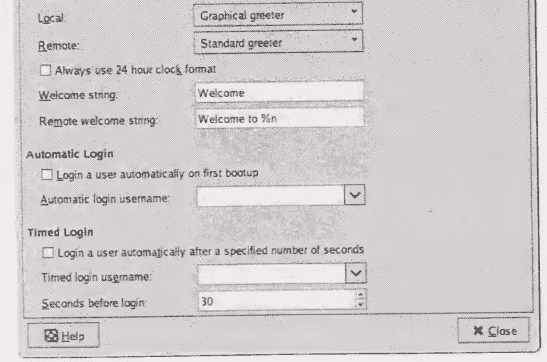 Local: Graphical greeter
Remote: Standard greeter
Always use 24 hour clock format
Welcome string: Welcome
Remote welcome string: Welcome to %n
Automatic Login
Login a user automatically on first bootup
Automatic login username:
Timed Login
Login a user automatically after a specified number of seconds
Timed login username:
Seconds before login: 30
Help Close